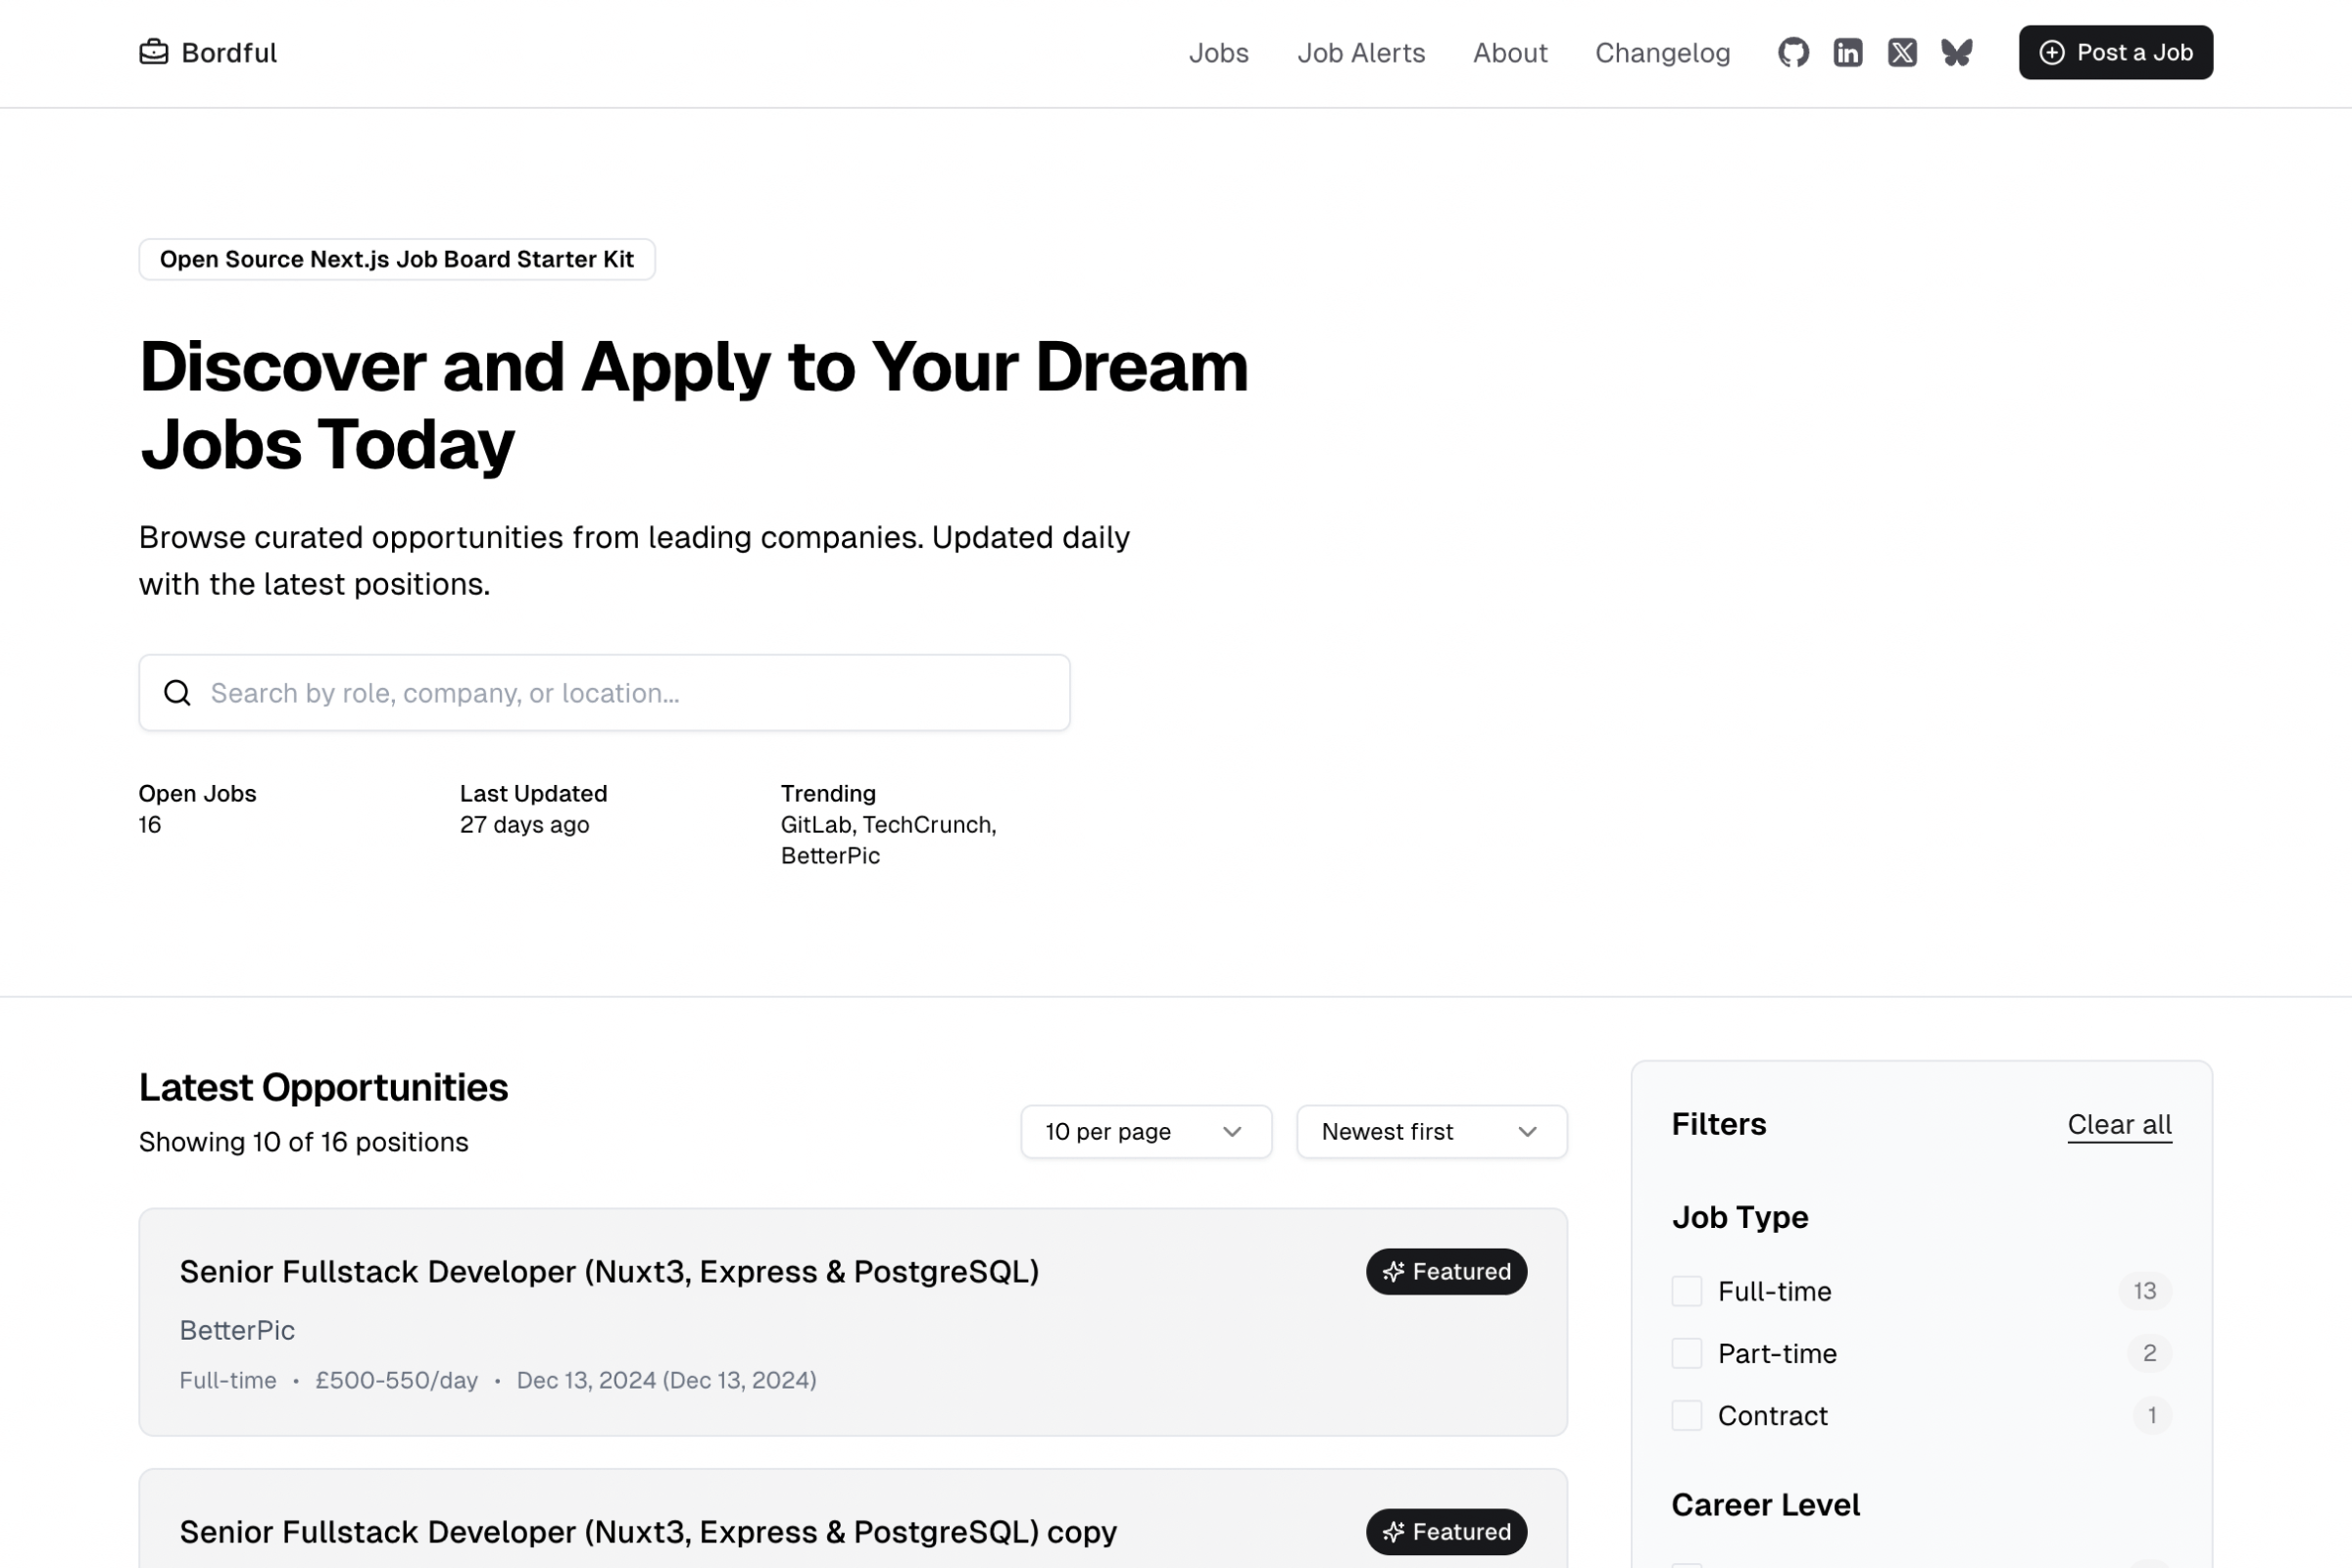 Bordful
Jobs
Job Alerts
About
Changelog
Post a Job
Open Source Next.js Job Board Starter Kit
Discover and Apply to Your Dream
Jobs Today
Browse curated opportunities from leading companies. Updated daily
with the latest positions.
Search by role, company, or location...
Open Jobs
16
Last Updated
27 days ago
Trending
GitLab, TechCrunch,
BetterPic
Latest Opportunities
Showing 10 of 16 positions
10 per page
Newest first
Senior Fullstack Developer (Nuxt3, Express & PostgreSQL)
Featured
BetterPic
Full-time • £500-550/day • Dec 13, 2024 (Dec 13, 2024)
Senior Fullstack Developer (Nuxt3, Express & PostgreSQL) copy
Featured
Filters
Clear all
Job Type
Full-time 13
Part-time 2
Contract 1
Career Level